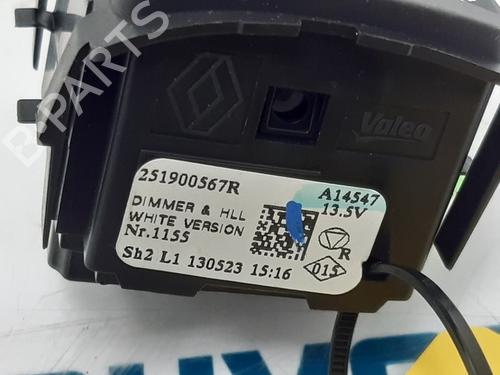 B-PARTS
Valeo
251900567R
A14547
DIMMER & HLL
13.5V
WHITE VERSION
Nr.1155
R
Sh2 L1 130523 15:16
015